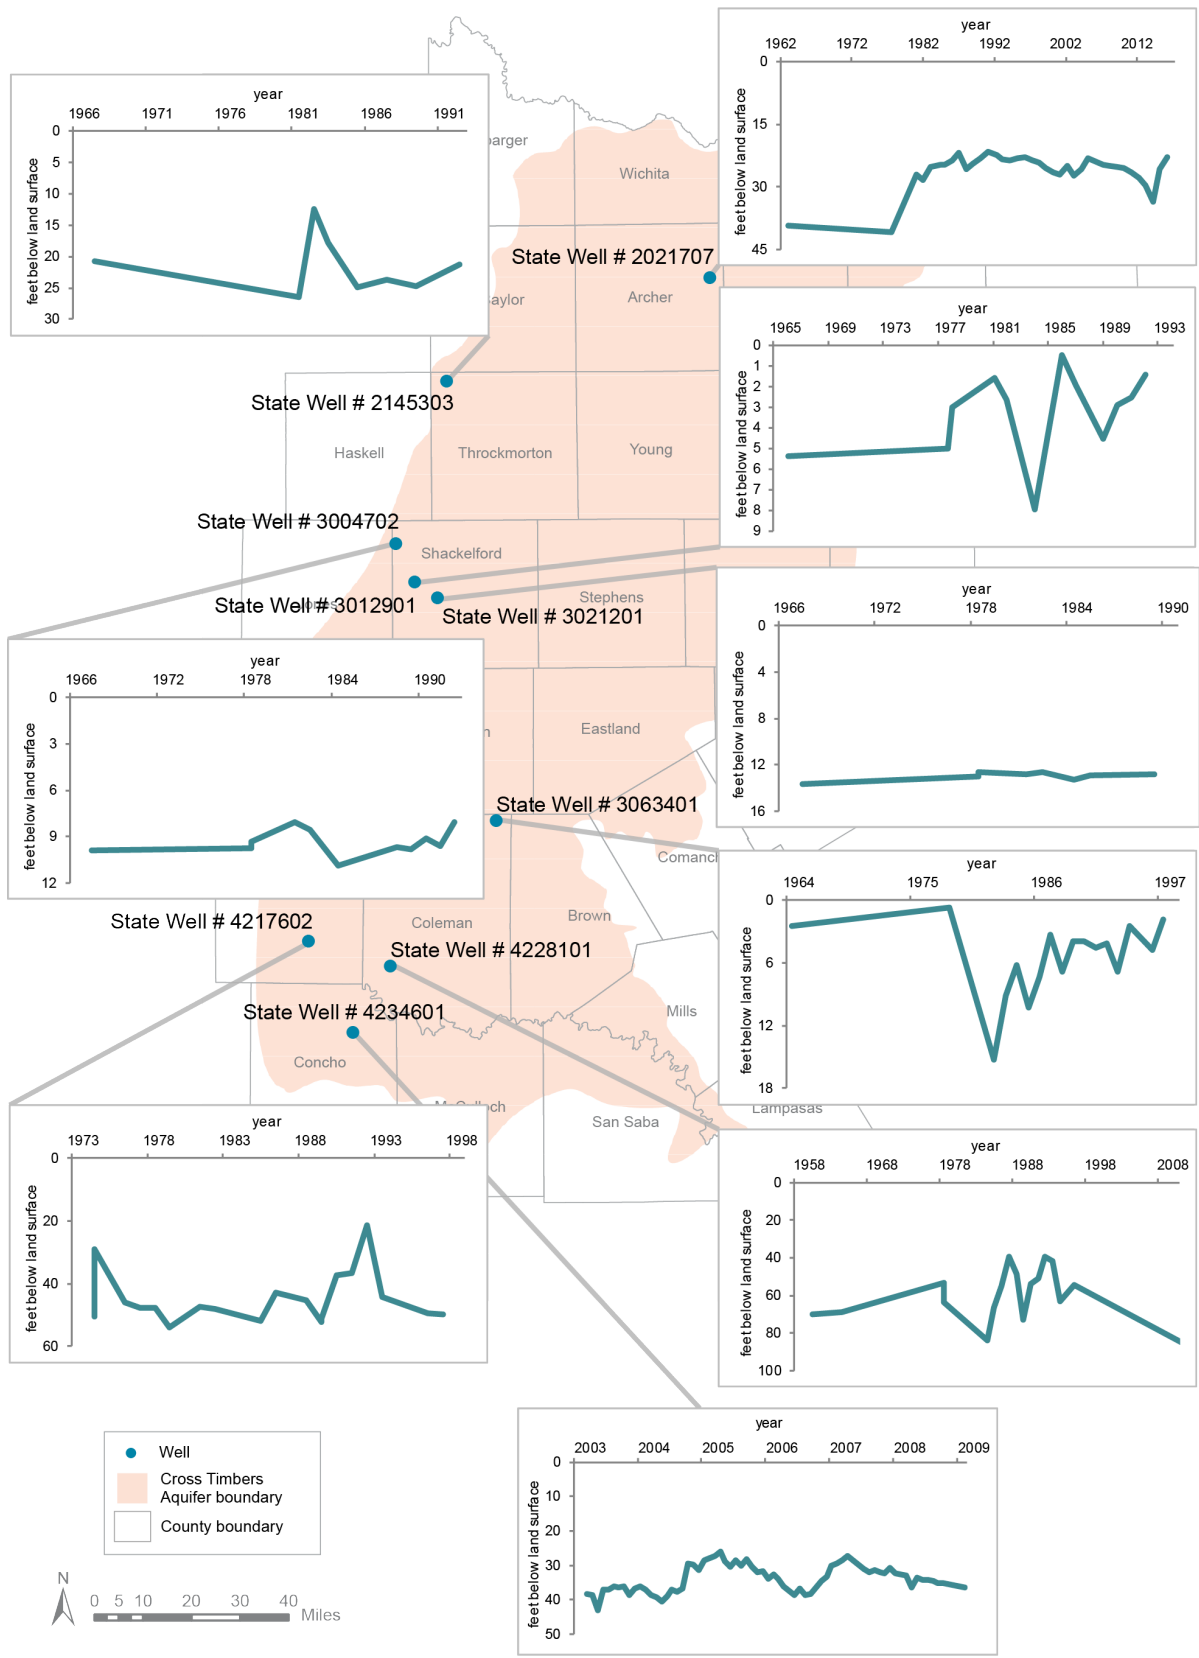 year
1962 1972 1982 1992 2002 2012
0
15
30
45
feet below land surface
year
1966 1971 1976 1981 1986 1991
0
5
10
15
20
25
30
feet below land surface
Wichita
State Well # 2021707
Archer
year
1965 1969 1973 1977 1981 1985 1989 1993
0
1
2
3
4
5
6
7
8
9
feet below land surface
State Well # 2145303
Haskell
Throckmorton
Young
State Well # 3004702
Shackelford
State Well # 3012901
Stephens
State Well # 3021201
year
1966 1972 1978 1984 1990
0
4
8
12
16
feet below land surface
year
1966 1972 1978 1984 1990
0
3
6
9
12
feet below land surface
Eastland
State Well # 3063401
year
1964 1975 1986 1997
0
6
12
18
feet below land surface
State Well # 4217602
Coleman
Brown
State Well # 4228101
State Well # 4234601
Mills
Concho
San Saba
Lampasas
year
1973 1978 1983 1988 1993 1998
0
20
40
60
feet below land surface
year
1958 1968 1978 1988 1998 2008
0
20
40
60
80
100
feet below land surface
year
2003 2004 2005 2006 2007 2008 2009
0
10
20
30
40
50
feet below land surface
Well
Cross Timbers
Aquifer boundary
County boundary
N
0 5 10 20 30 40
Miles